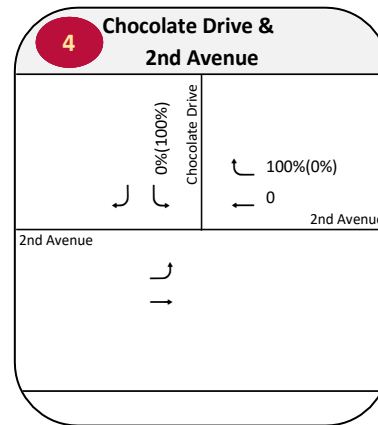 4
Chocolate Drive &
2nd Avenue
0%(100%)
Chocolate Drive
100%(0%)
0
2nd Avenue
2nd Avenue